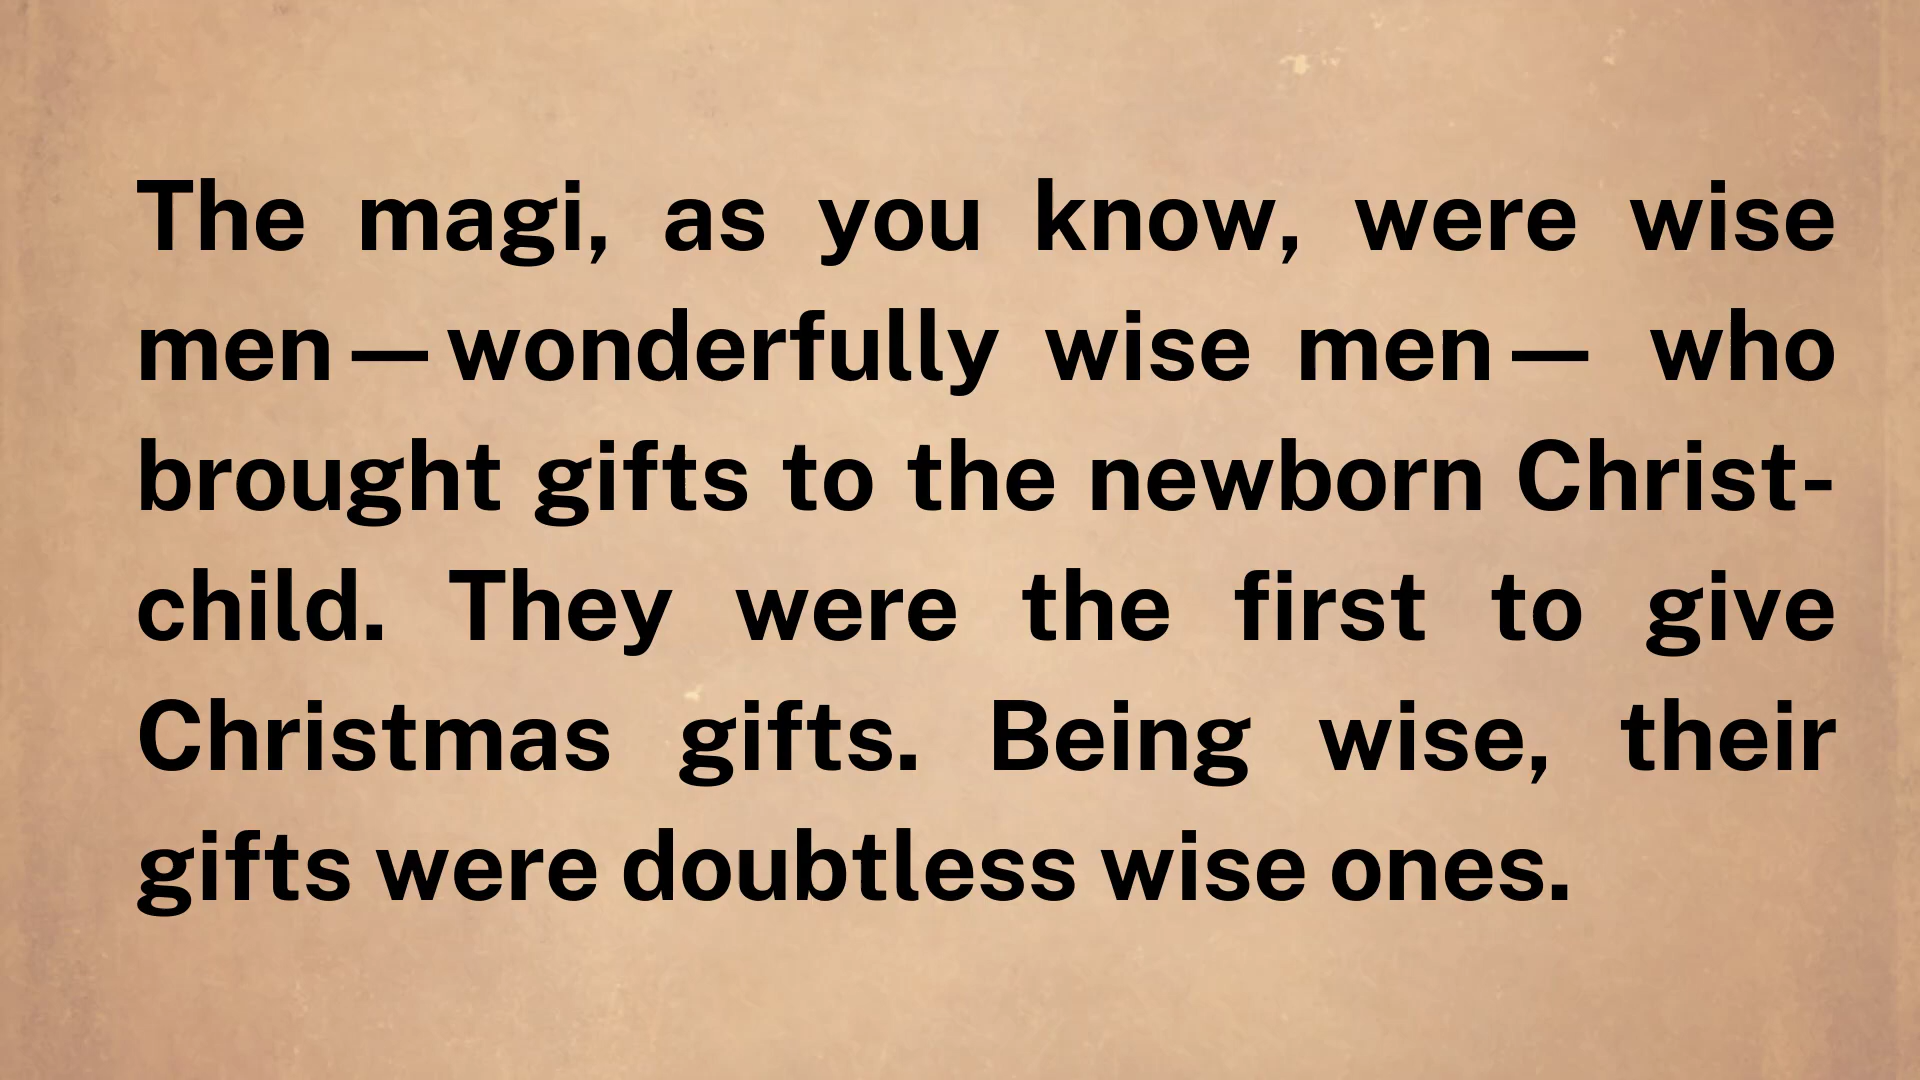 The magi, as you know, were wise
men — wonderfully wise men — who
brought gifts to the newborn Christ-
child. They were the first to give
Christmas gifts. Being wise, their
gifts were doubtless wise ones.